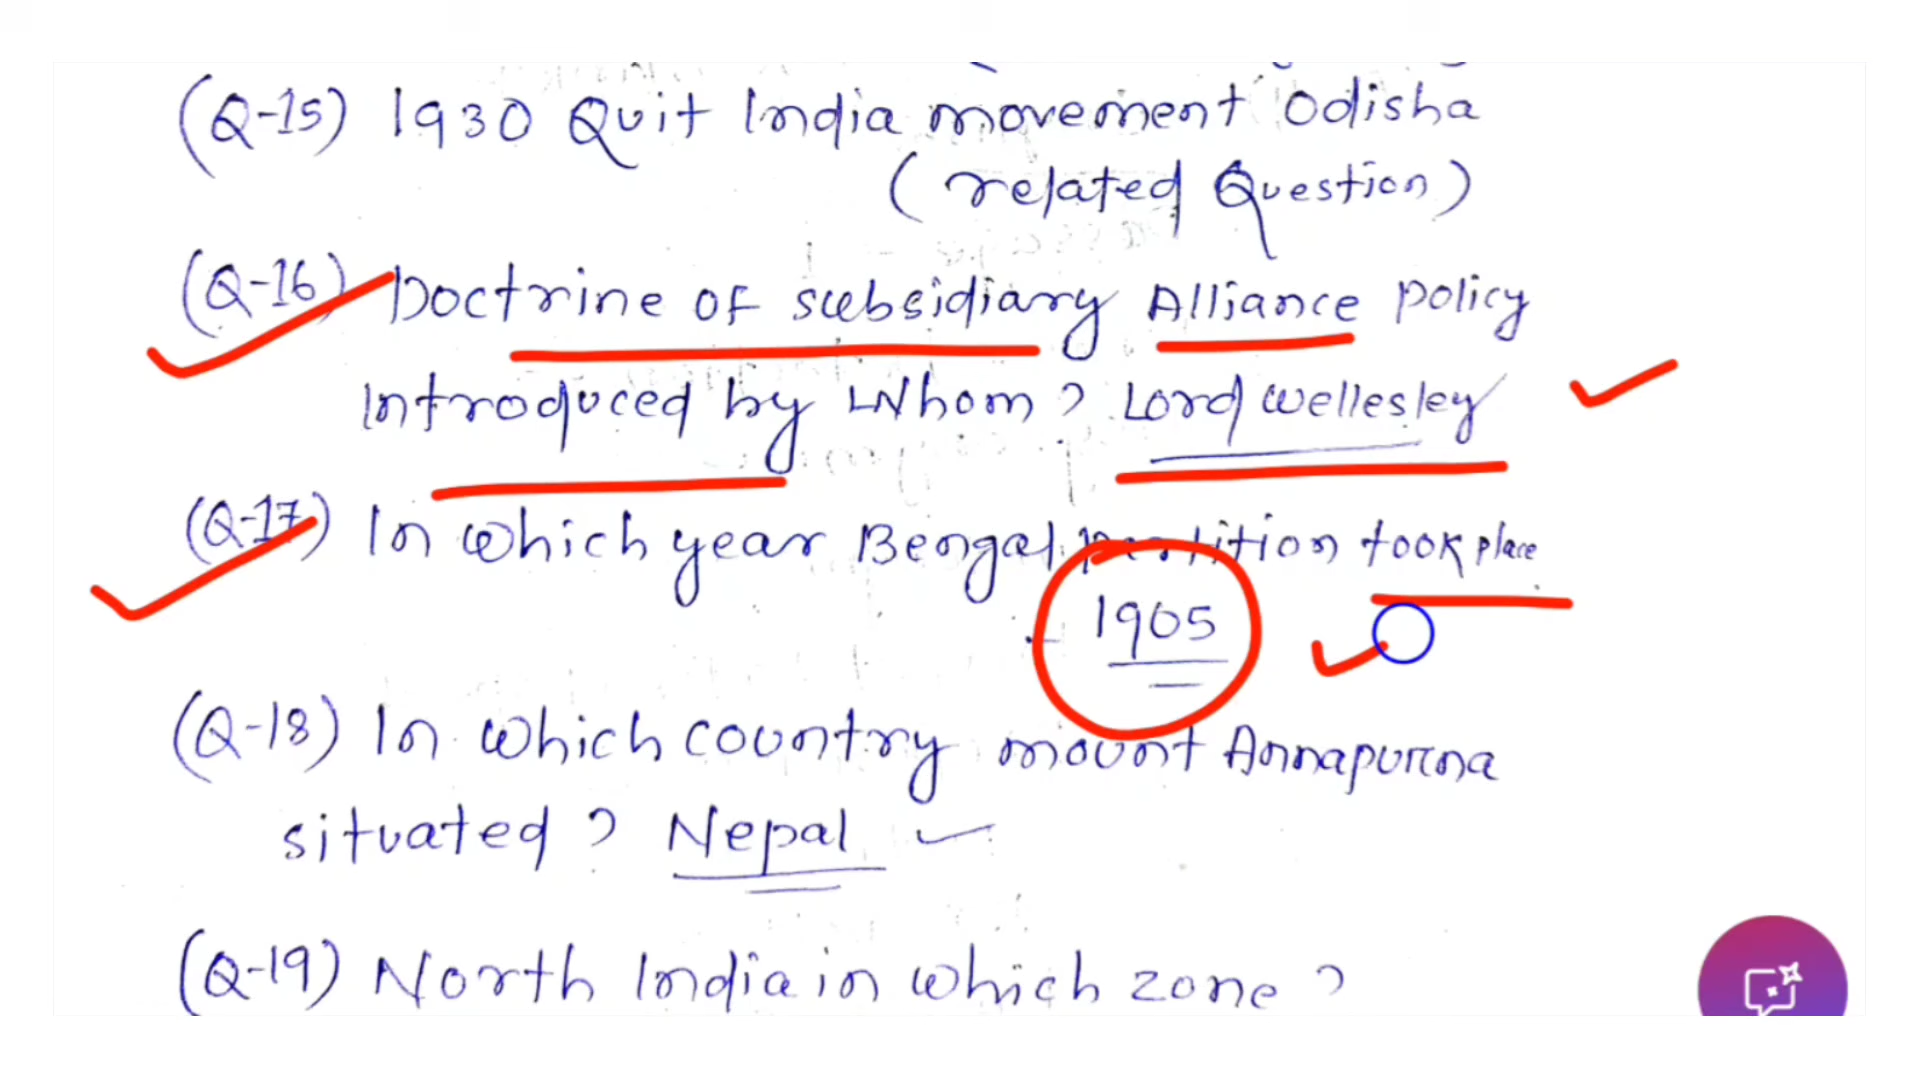 (Q-15) 1930 Quit India movement Odisha
(related Question)
(Q-16) Doctrine of subsidiary Alliance policy
Introduced by Whom? Lord Wellesley
(Q-17) In which year Bengal partition took place
- 1905
(Q-18) In which country mount Annapurna
situated? Nepal
(Q-19) North India in which zone?